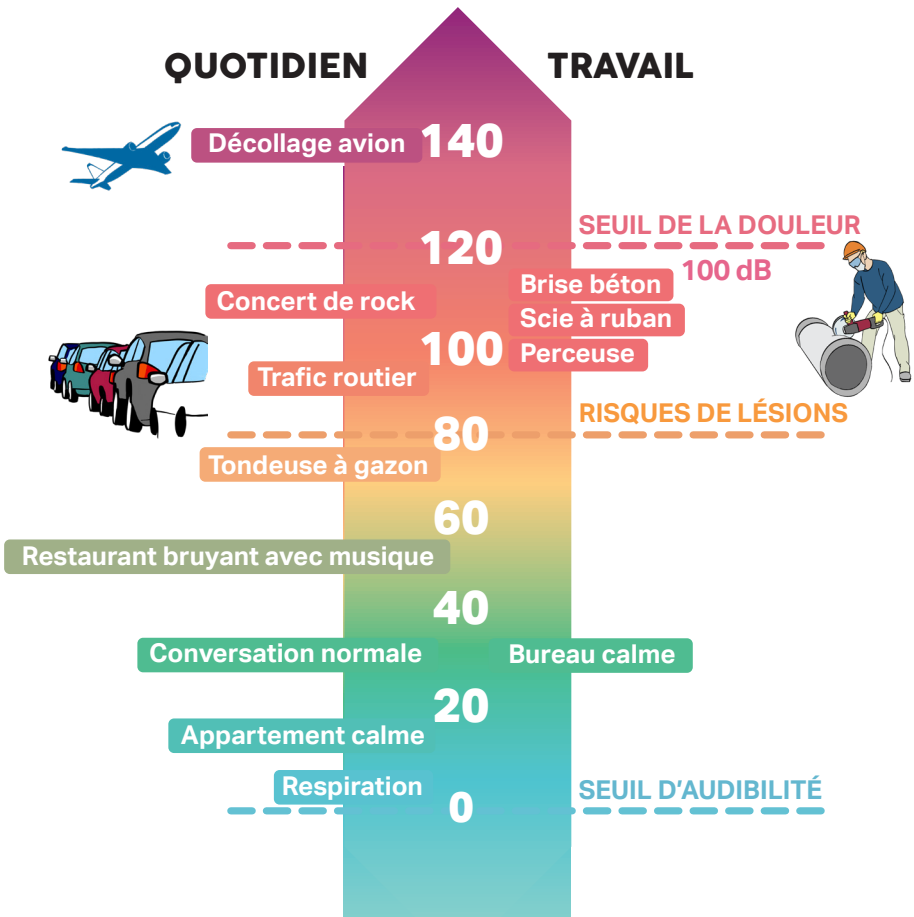 QUOTIDIEN
TRAVAIL
Décollage avion
140
SEUIL DE LA DOULEUR
120
100 dB
Brise béton
Concert de rock
Scie à ruban
100
Perceuse
Trafic routier
RISQUES DE LÉSIONS
80
Tondeuse à gazon
60
Restaurant bruyant avec musique
40
Conversation normale
Bureau calme
20
Appartement calme
Respiration
SEUIL D'AUDIBILITÉ
0